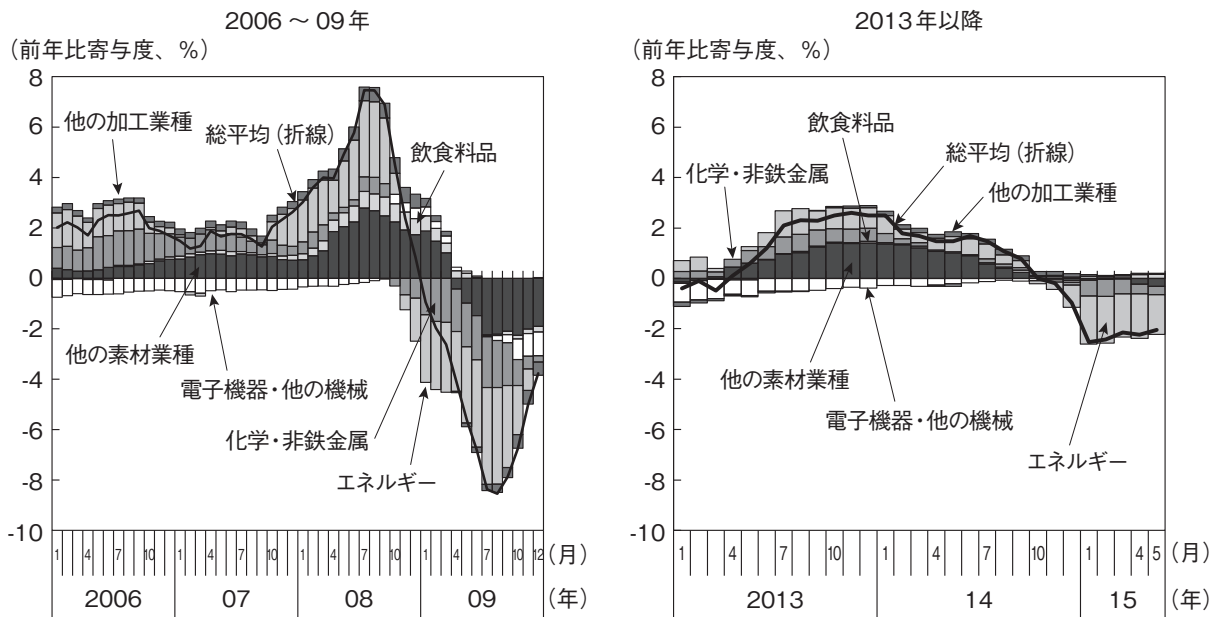 2006～09年
(前年比寄与度、%)
8
6
4
2
0
-2
-4
-6
-8
-10
他の加工業種
総平均(折線)
飲食料品
他の素材業種
電子機器・他の機械
化学・非鉄金属
エネルギー
1 4 7 10 1 4 7 10 1 4 7 10 1 4 7 10 12 (月)
2006 07 08 09 (年)
2013年以降
(前年比寄与度、%)
8
6
4
2
0
-2
-4
-6
-8
-10
飲食料品
総平均(折線)
化学・非鉄金属
他の加工業種
他の素材業種
電子機器・他の機械
エネルギー
1 4 7 10 1 4 7 10 1 4 5 (月)
2013 14 15 (年)